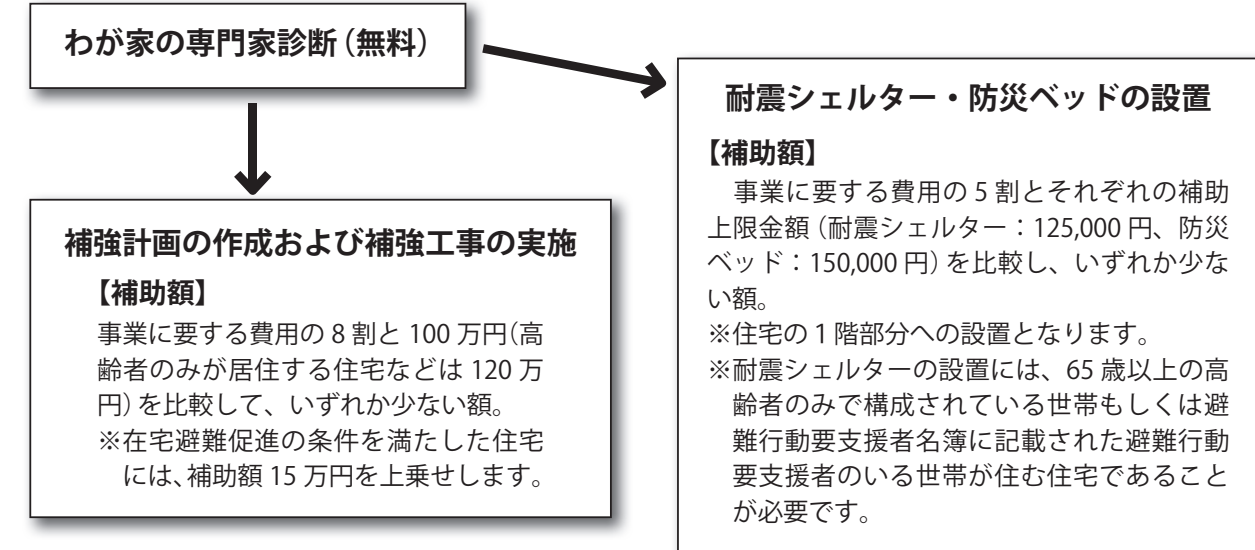 わが家の専門家診断（無料）
補強計画の作成および補強工事の実施
【補助額】
事業に要する費用の 8 割と 100 万円（高
齢者のみが居住する住宅などは 120 万
円）を比較して、いずれか少ない額。
※在宅避難促進の条件を満たした住宅
には、補助額 15 万円を上乗せします。
耐震シェルター・防災ベッドの設置
【補助額】
事業に要する費用の 5 割とそれぞれの補助
上限金額（耐震シェルター：125,000 円、防災
ベッド：150,000 円）を比較し、いずれか少な
い額。
※住宅の 1 階部分への設置となります。
※耐震シェルターの設置には、65 歳以上の高
齢者のみで構成されている世帯もしくは避
難行動要支援者名簿に記載された避難行動
要支援者のいる世帯が住む住宅であること
が必要です。